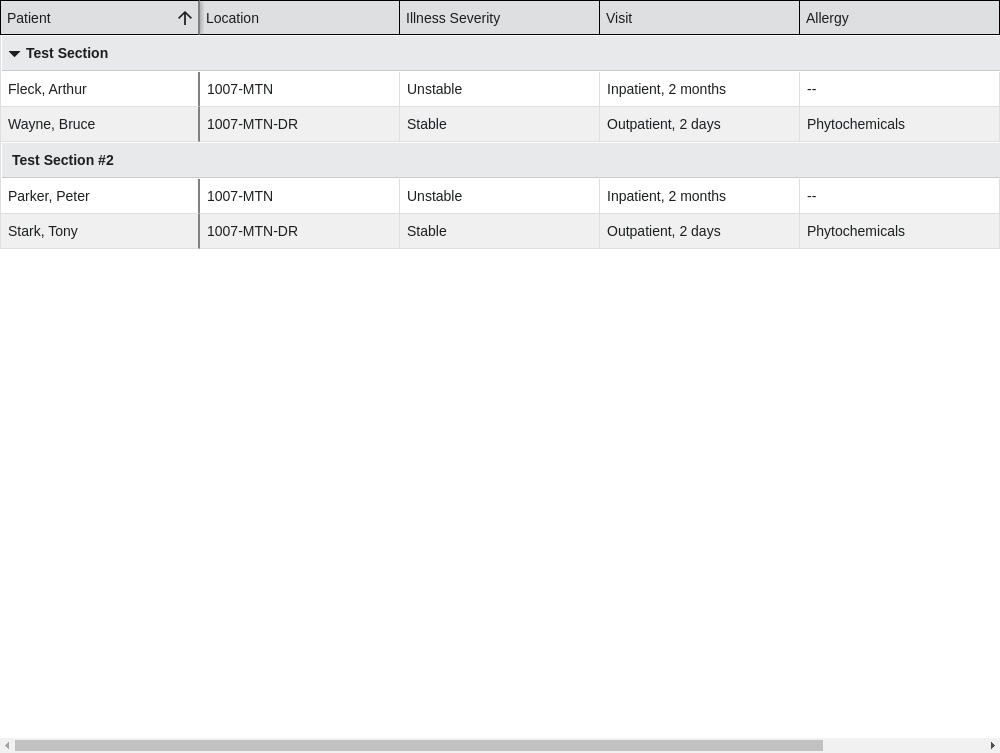 Patient Location Illness Severity Visit Allergy
Test Section
Fleck, Arthur 1007-MTN Unstable Inpatient, 2 months --
Wayne, Bruce 1007-MTN-DR Stable Outpatient, 2 days Phytochemicals
Test Section #2
Parker, Peter 1007-MTN Unstable Inpatient, 2 months --
Stark, Tony 1007-MTN-DR Stable Outpatient, 2 days Phytochemicals